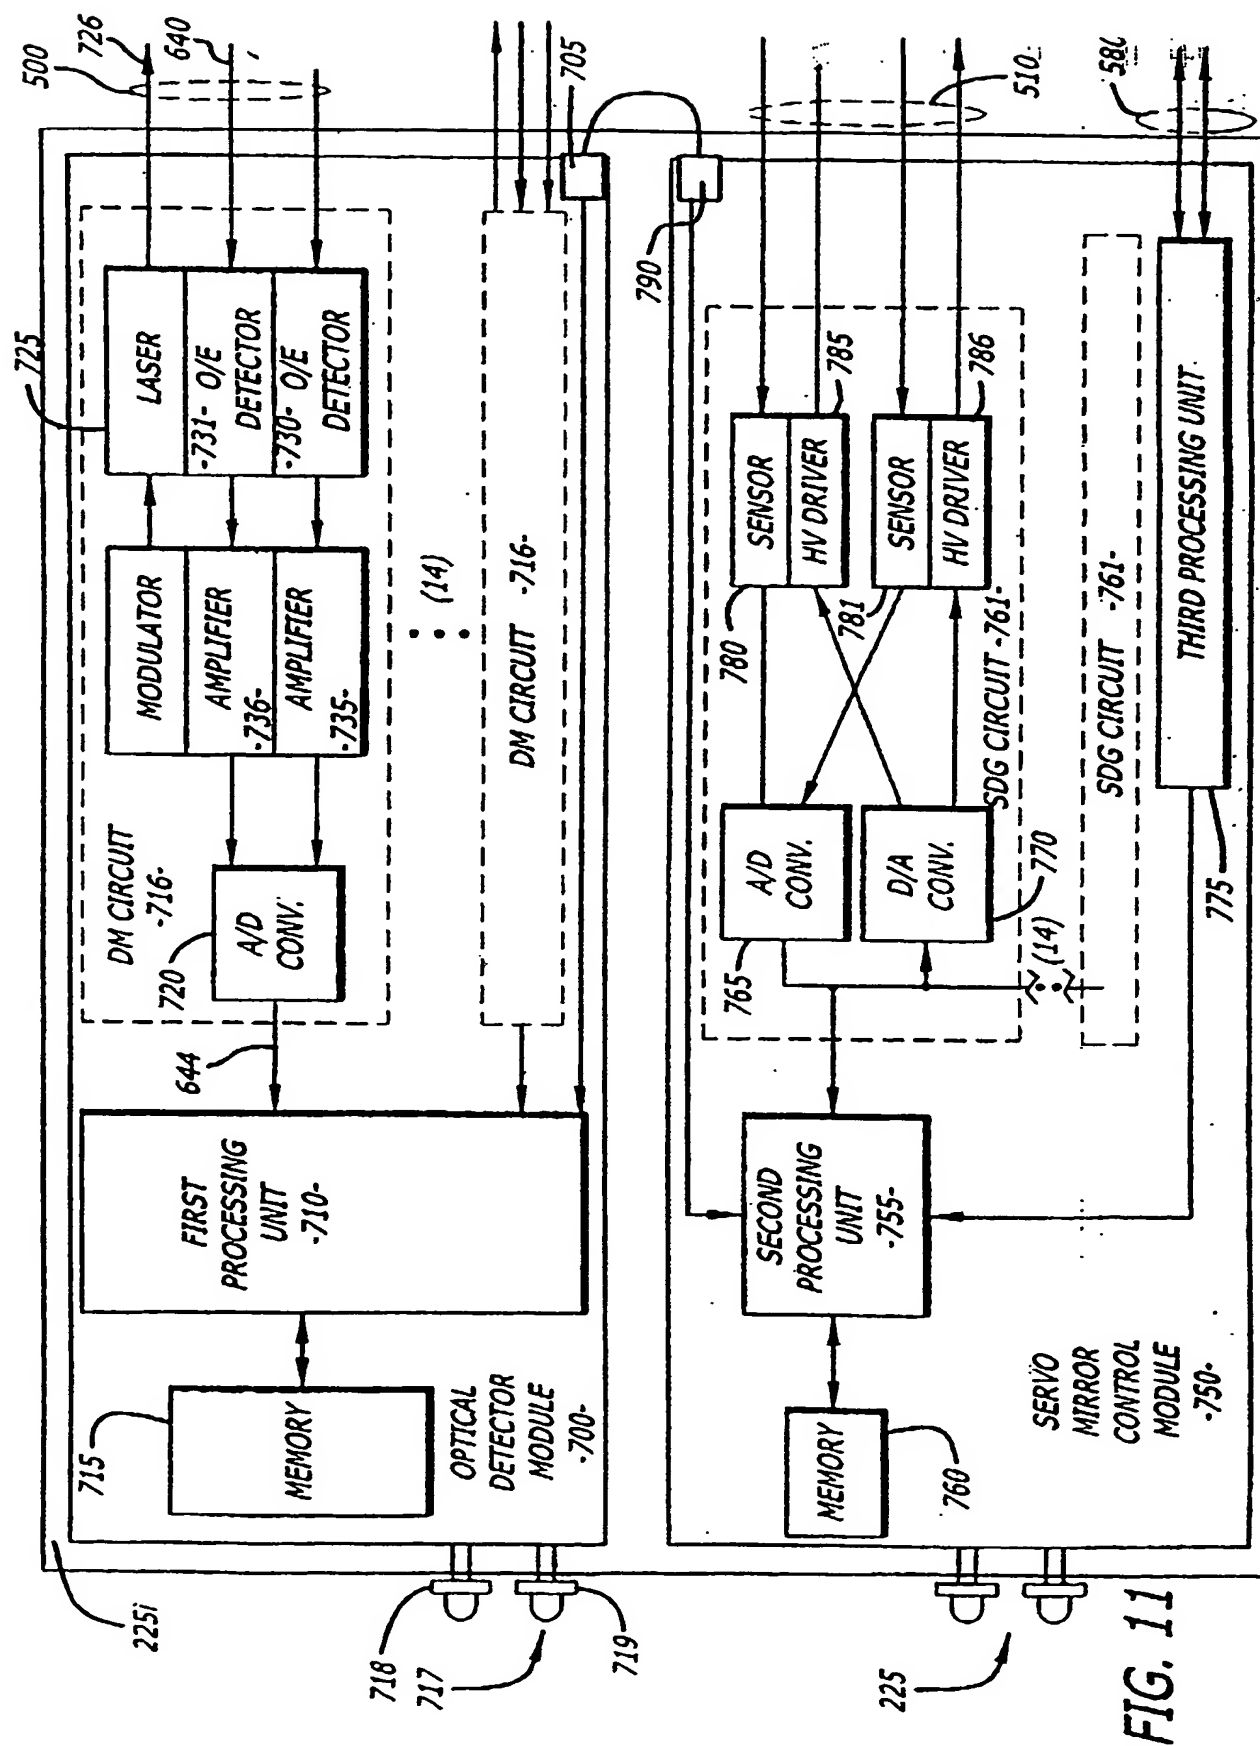 225i
715
MEMORY
OPTICAL
DETECTOR
MODULE
-700-
718
717
719
FIRST
PROCESSING
UNIT
-710-
644
DM CIRCUIT
-716-
720
A/D
CONV.
MODULATOR
AMPLIFIER
-736-
AMPLIFIER
-735-
725
LASER
-731- O/E
DETECTOR
-730- O/E
DETECTOR
(14)
DM CIRCUIT -716-
500
726
640
705
790
MEMORY
760
SERVO
MIRROR
CONTROL
MODULE
-750-
225
SECOND
PROCESSING
UNIT
-755-
765
A/D
CONV.
D/A
CONV.
770
780
SENSOR
HV DRIVER
785
781
SENSOR
HV DRIVER
786
SDG CIRCUIT -761-
(14)
SDG CIRCUIT -761-
THIRD PROCESSING UNIT
775
510
FIG. 11